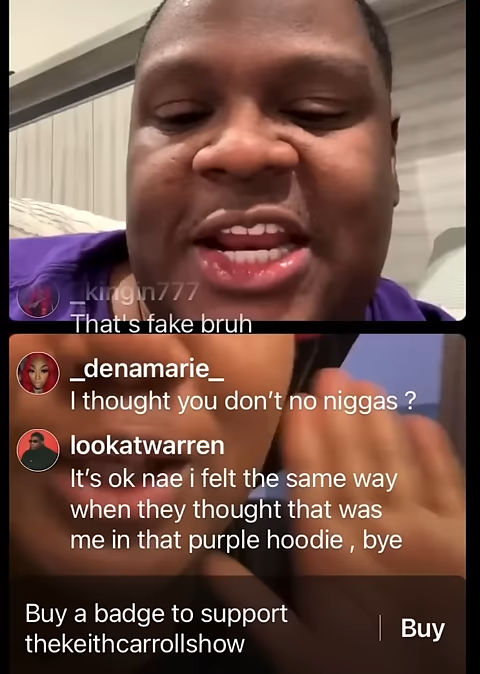 _kingin777
That's fake bruh
_denamarie_
I thought you don't no niggas ?
lookatwarren
It's ok nae i felt the same way
when they thought that was
me in that purple hoodie , bye
Buy a badge to support
thekeithcarrollshow
Buy